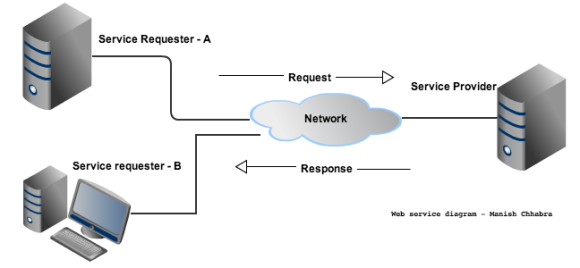 Service Requester - A
Request
Service Provider
Network
Service requester - B
Response
Web service diagram - Manish Chhabra